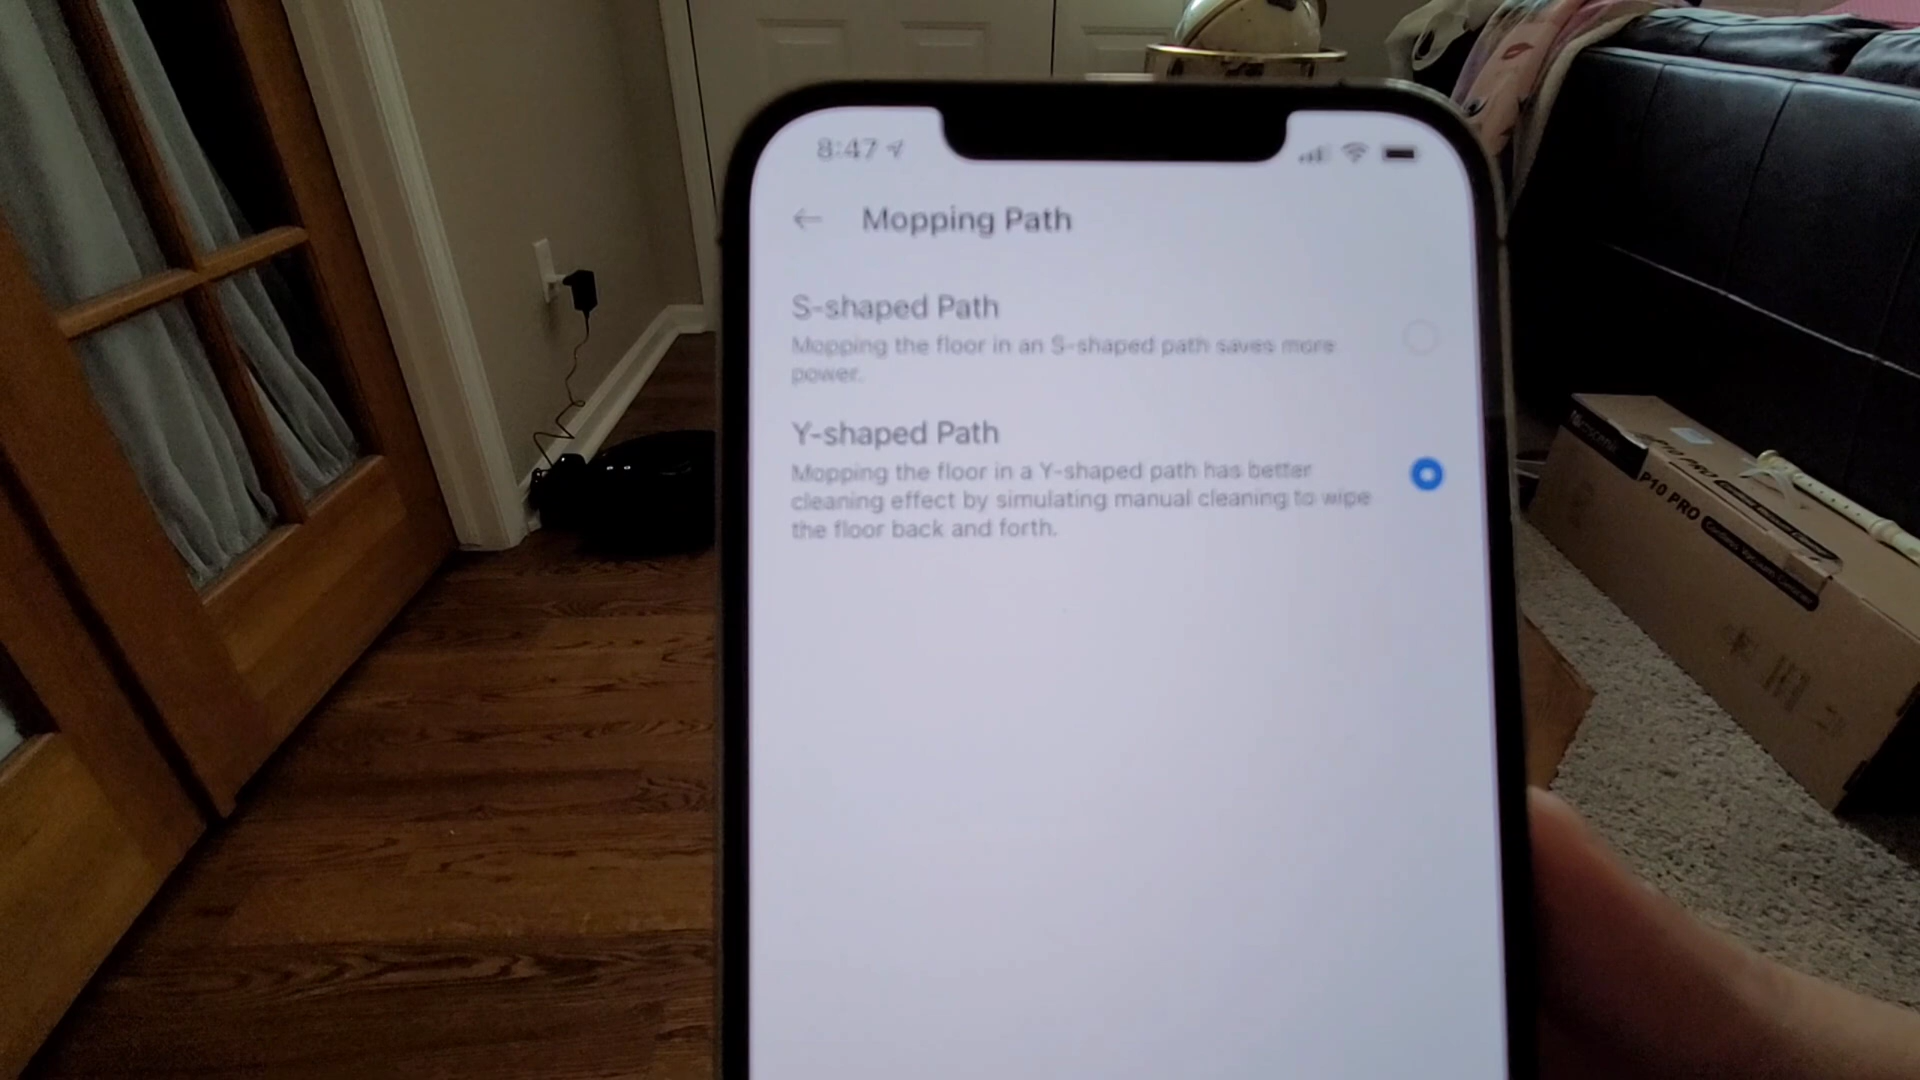 8:47
Mopping Path
S-shaped Path
Mopping the floor in an S-shaped path saves more
power.
Y-shaped Path
Mopping the floor in a Y-shaped path has better
cleaning effect by simulating manual cleaning to wipe
the floor back and forth.
P10 PRO
P10 PRO